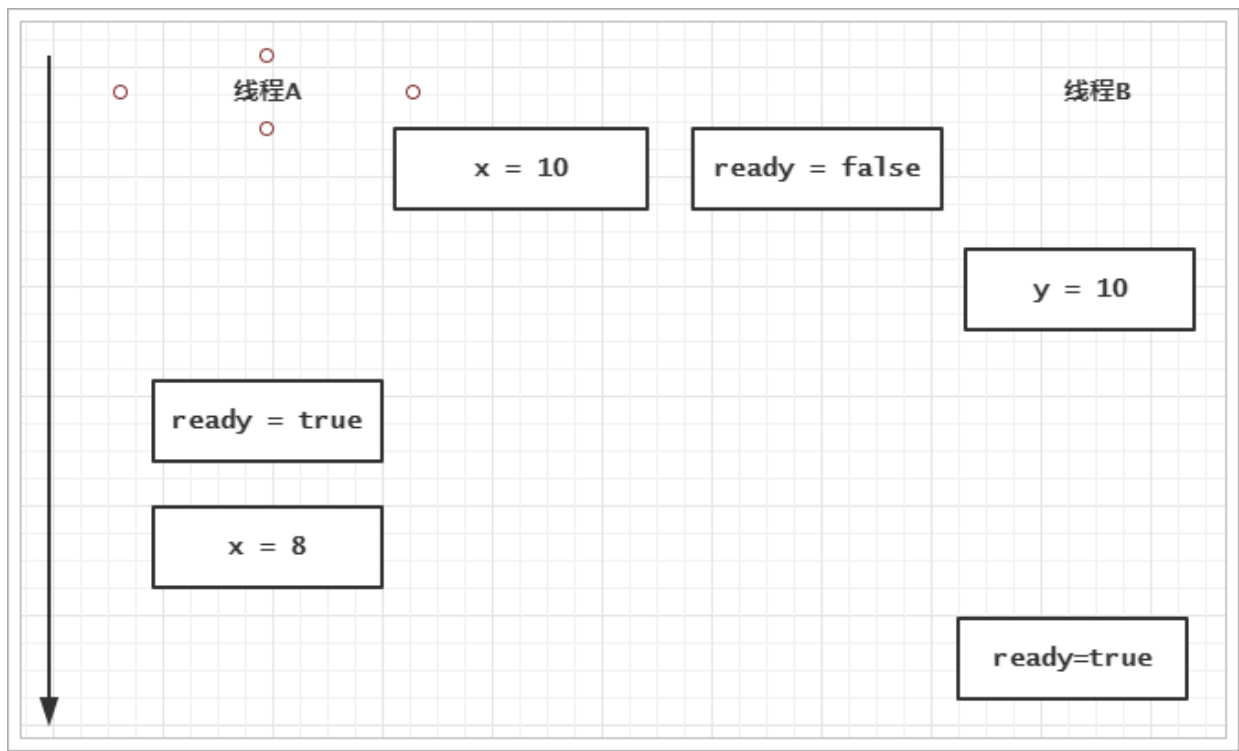 线程A
线程B
x = 10
ready = false
y = 10
ready = true
x = 8
ready=true